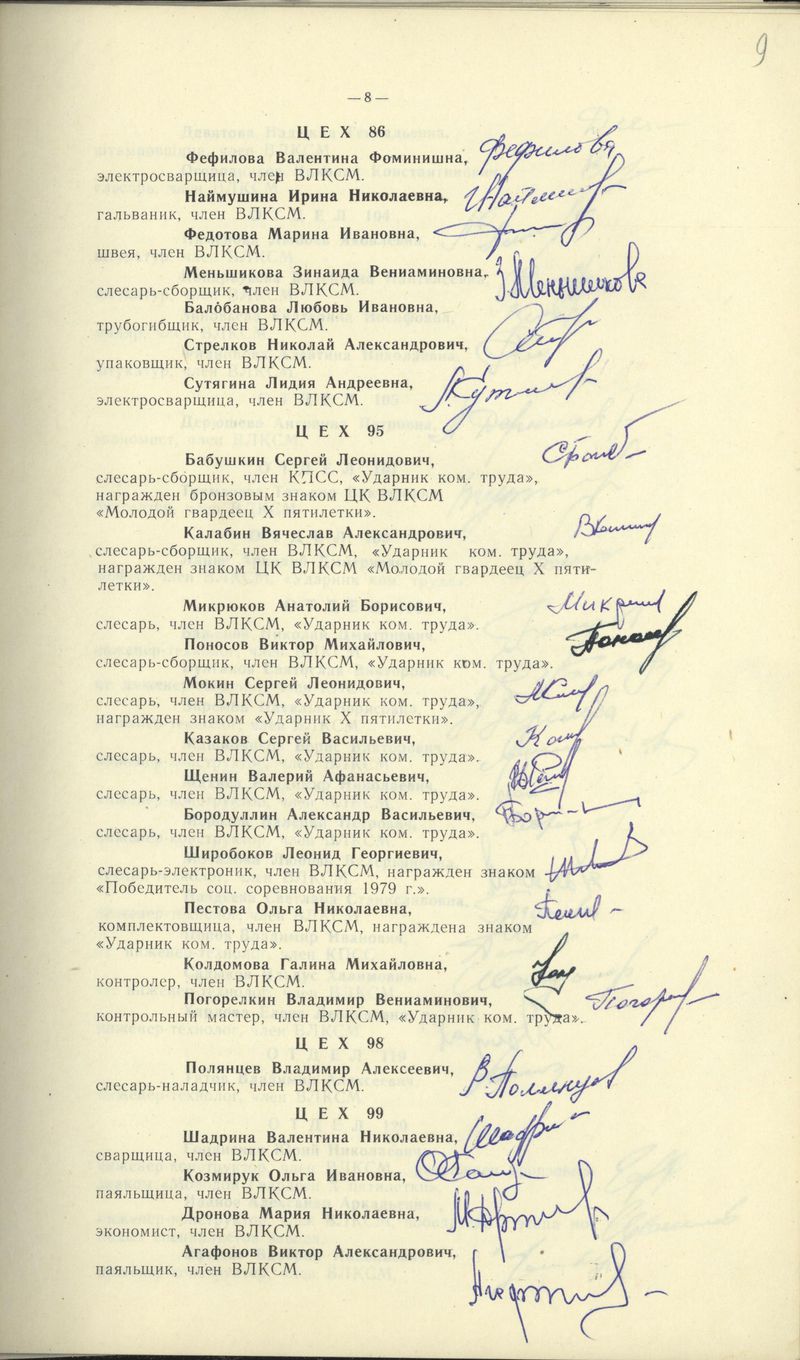 9
— 8 —
ЦЕХ 86
Фефилова Валентина Фоминишна, Фефилова
электросварщица, член ВЛКСМ.
Наймушина Ирина Николаевна,
гальваник, член ВЛКСМ.
Федотова Марина Ивановна,
швея, член ВЛКСМ.
Меньшикова Зинаида Вениаминовна, З. Меньшикова
слесарь-сборщик, член ВЛКСМ.
Балобанова Любовь Ивановна,
трубогибщик, член ВЛКСМ.
Стрелков Николай Александрович,
упаковщик, член ВЛКСМ.
Сутягина Лидия Андреевна,
электросварщица, член ВЛКСМ.
ЦЕХ 95
Бабушкин Сергей Леонидович,
слесарь-сборщик, член КПСС, «Ударник ком. труда»,
награжден бронзовым знаком ЦК ВЛКСМ
«Молодой гвардеец X пятилетки».
Калабин Вячеслав Александрович,
слесарь-сборщик, член ВЛКСМ, «Ударник ком. труда»,
награжден знаком ЦК ВЛКСМ «Молодой гвардеец X пяти-
летки».
Микрюков Анатолий Борисович,
слесарь, член ВЛКСМ, «Ударник ком. труда».
Поносов Виктор Михайлович,
слесарь-сборщик, член ВЛКСМ, «Ударник ком. труда».
Мокин Сергей Леонидович,
слесарь, член ВЛКСМ, «Ударник ком. труда»,
награжден знаком «Ударник X пятилетки».
Казаков Сергей Васильевич,
слесарь, член ВЛКСМ, «Ударник ком. труда».
Щенин Валерий Афанасьевич,
слесарь, член ВЛКСМ, «Ударник ком. труда».
Бородуллин Александр Васильевич,
слесарь, член ВЛКСМ, «Ударник ком. труда».
Широбоков Леонид Георгиевич,
слесарь-электроник, член ВЛКСМ, награжден знаком
«Победитель соц. соревнования 1979 г.».
Пестова Ольга Николаевна,
комплектовщица, член ВЛКСМ, награждена знаком
«Ударник ком. труда».
Колдомова Галина Михайловна,
контролер, член ВЛКСМ.
Погорелкин Владимир Вениаминович,
контрольный мастер, член ВЛКСМ, «Ударник ком. труда».
ЦЕХ 98
Полянцев Владимир Алексеевич, В. Полянцев
слесарь-наладчик, член ВЛКСМ.
ЦЕХ 99
Шадрина Валентина Николаевна,
сварщица, член ВЛКСМ.
Козмирук Ольга Ивановна,
паяльщица, член ВЛКСМ.
Дронова Мария Николаевна,
экономист, член ВЛКСМ.
Агафонов Виктор Александрович,
паяльщик, член ВЛКСМ.